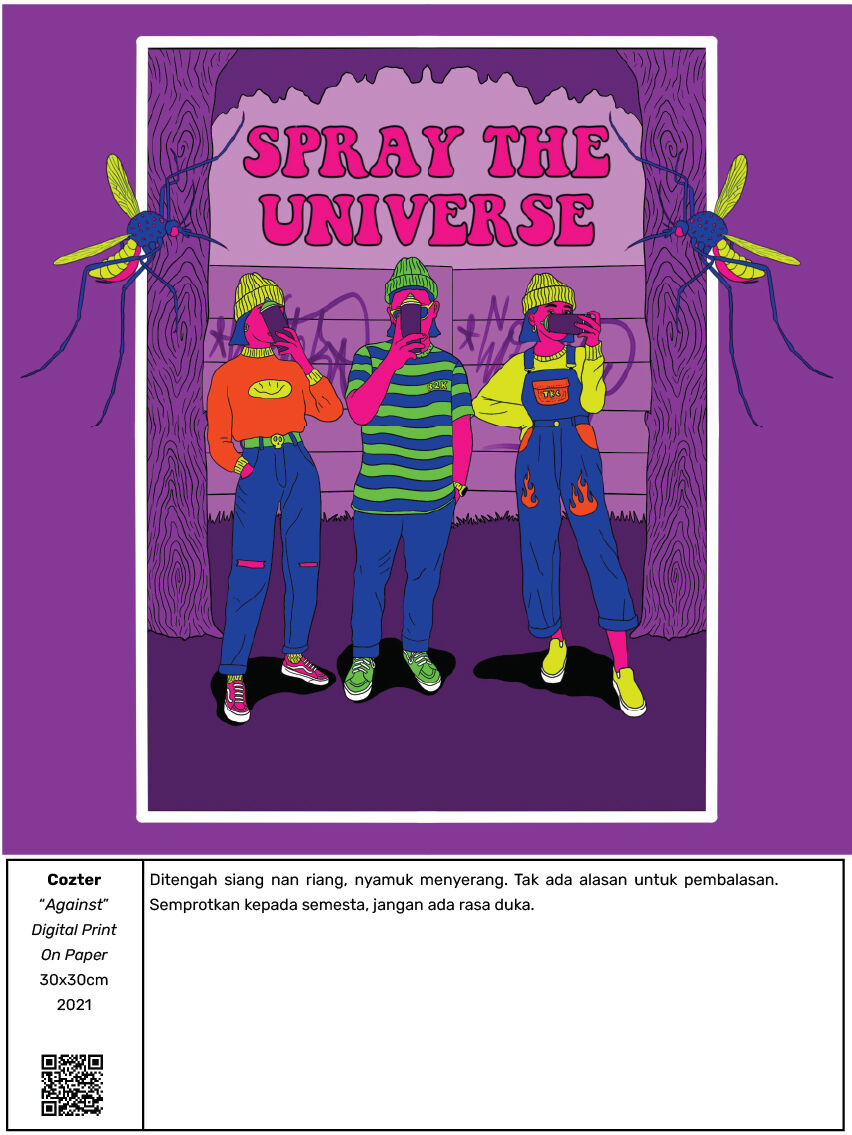 SPRAY THE
UNIVERSE
TDC
Cozter
"Against"
Digital Print
On Paper
30x30cm
2021
Ditengah siang nan riang, nyamuk menyerang. Tak ada alasan untuk pembalasan.
Semprotkan kepada semesta, jangan ada rasa duka.